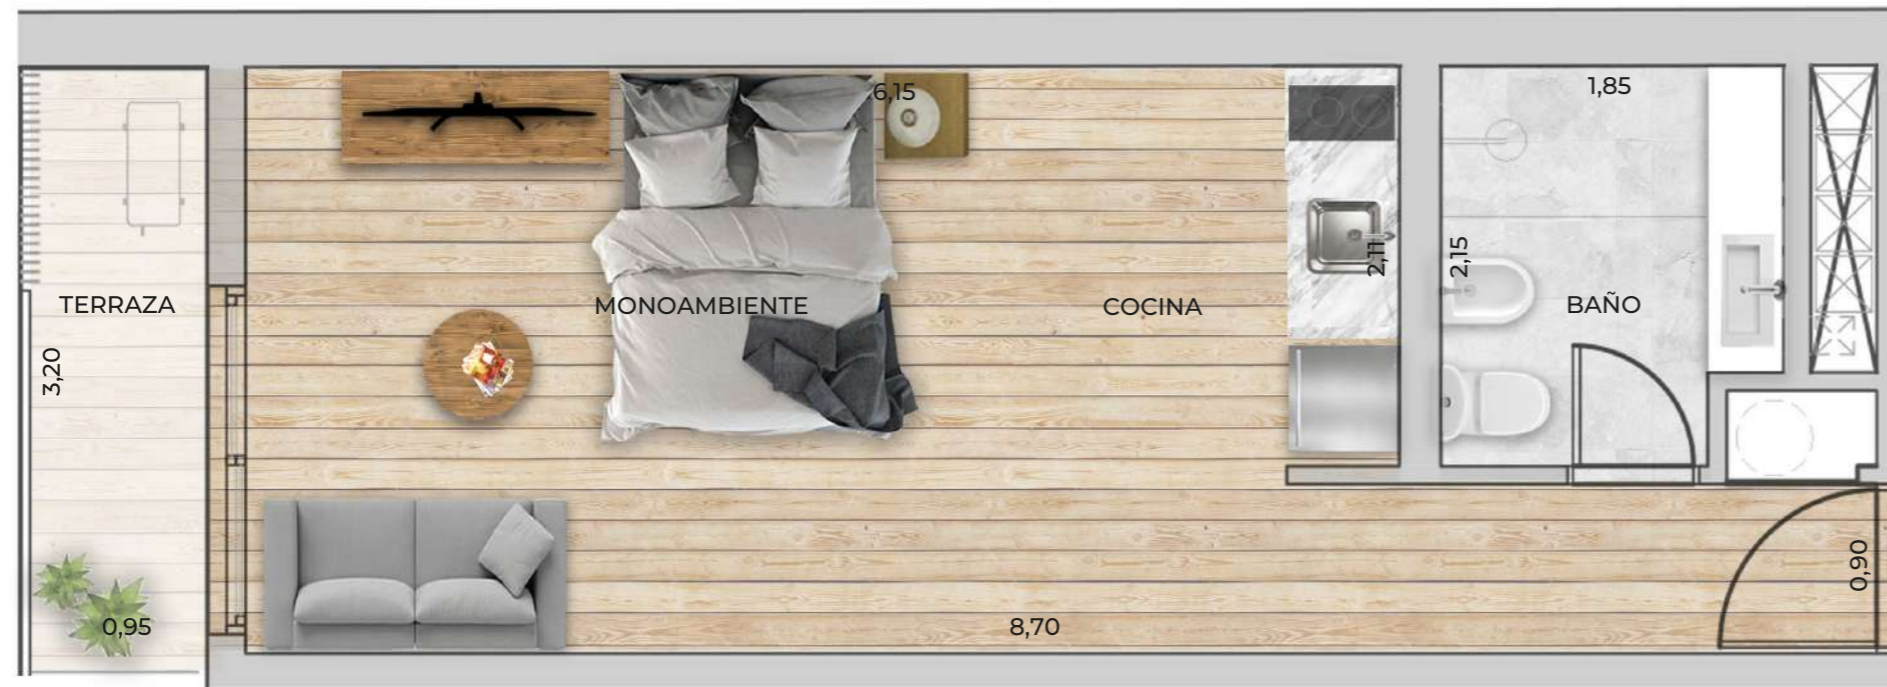 6,15
1,85
2,11
2,15
TERRAZA
MONOAMBIENTE
COCINA
BAÑO
3,20
0,90
0,95
8,70